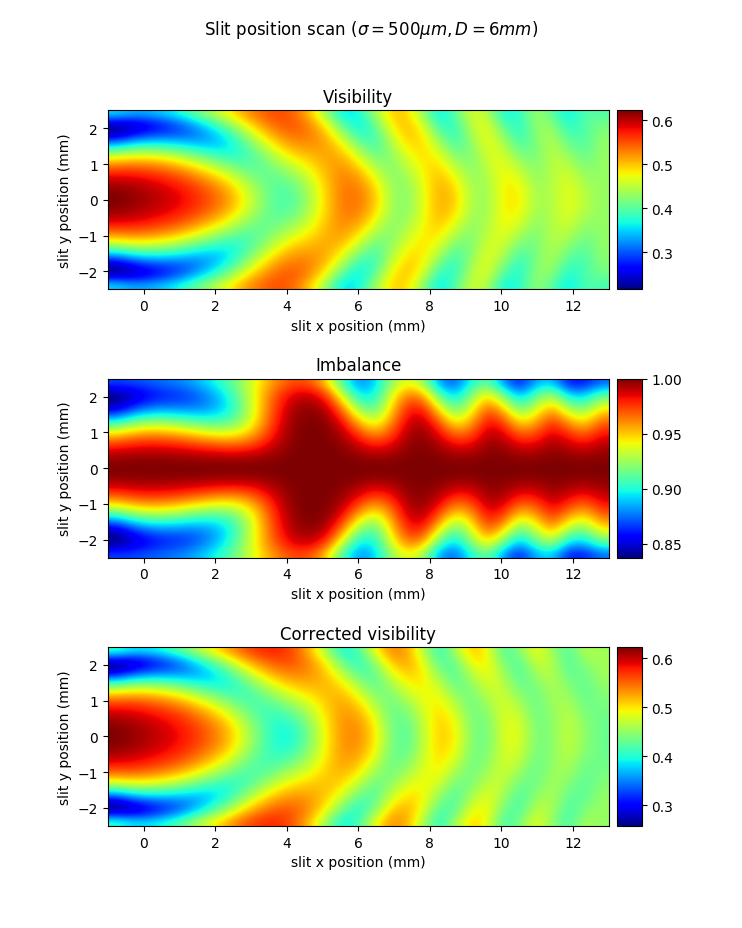 Slit position scan (σ = 500μm, D = 6mm)
Visibility
slit y position (mm)
2
1
0
−1
−2
0 2 4 6 8 10 12
slit x position (mm)
0.6
0.5
0.4
0.3
Imbalance
slit y position (mm)
2
1
0
−1
−2
0 2 4 6 8 10 12
slit x position (mm)
1.00
0.95
0.90
0.85
Corrected visibility
slit y position (mm)
2
1
0
−1
−2
0 2 4 6 8 10 12
slit x position (mm)
0.6
0.5
0.4
0.3